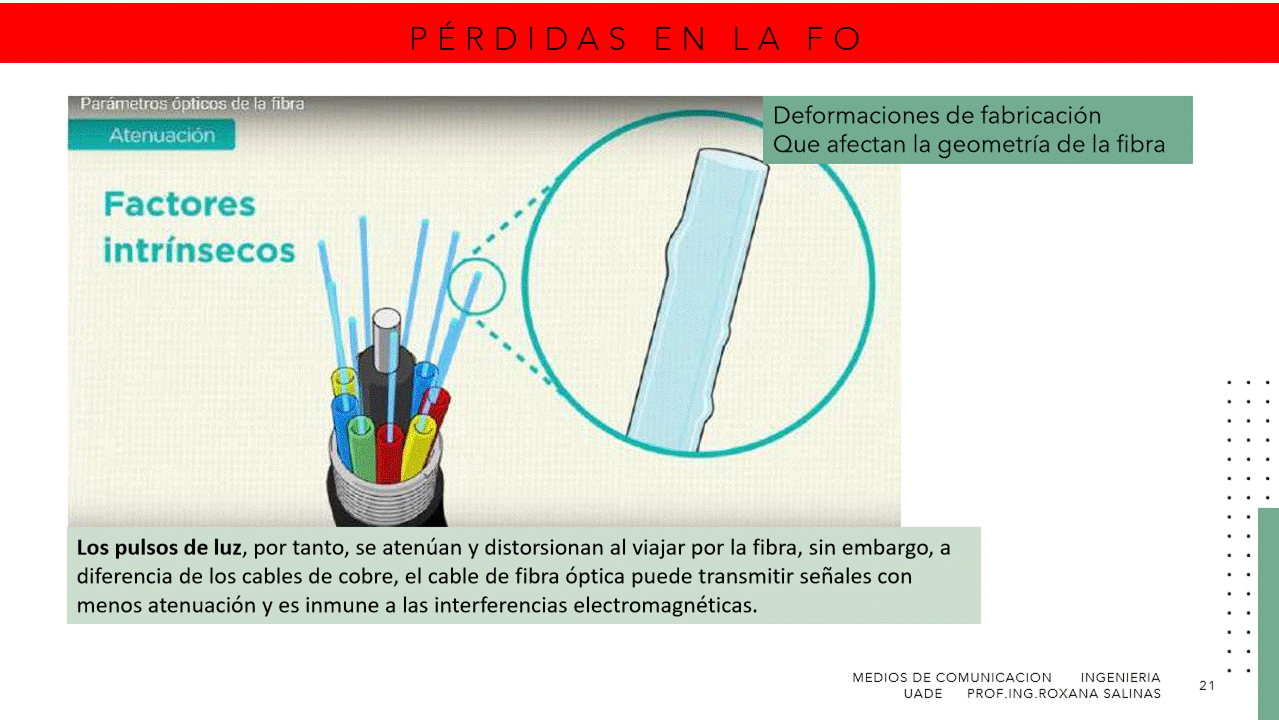 PÉRDIDAS EN LA FO
Parámetros ópticos de la fibra
Atenuación
Factores
intrínsecos
Deformaciones de fabricación
Que afectan la geometría de la fibra
Los pulsos de luz, por tanto, se atenúan y distorsionan al viajar por la fibra, sin embargo, a
diferencia de los cables de cobre, el cable de fibra óptica puede transmitir señales con
menos atenuación y es inmune a las interferencias electromagnéticas.
MEDIOS DE COMUNICACION INGENIERIA
UADE PROF.ING.ROXANA SALINAS
21